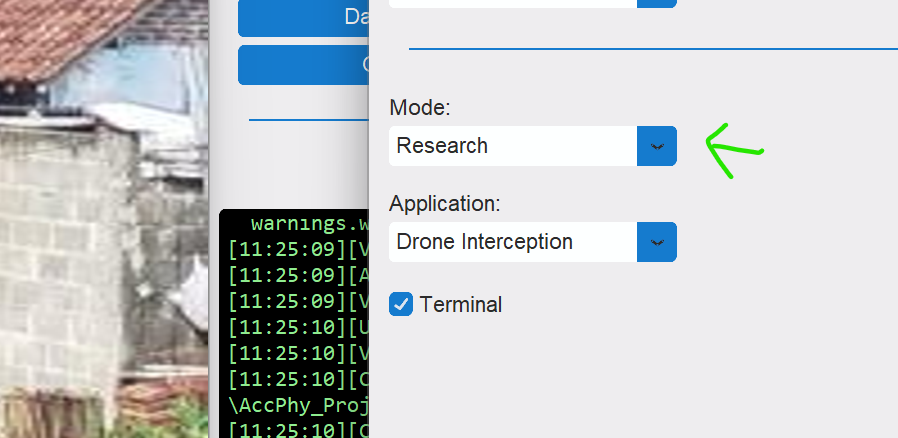 Da
Mode:
Research
Application:
Drone Interception
Terminal
warnings.w
[11:25:09][V
[11:25:09][A
[11:25:09][V
[11:25:10][U
[11:25:10][V
[11:25:10][C
\AccPhy_Proj
[11:25:10][C